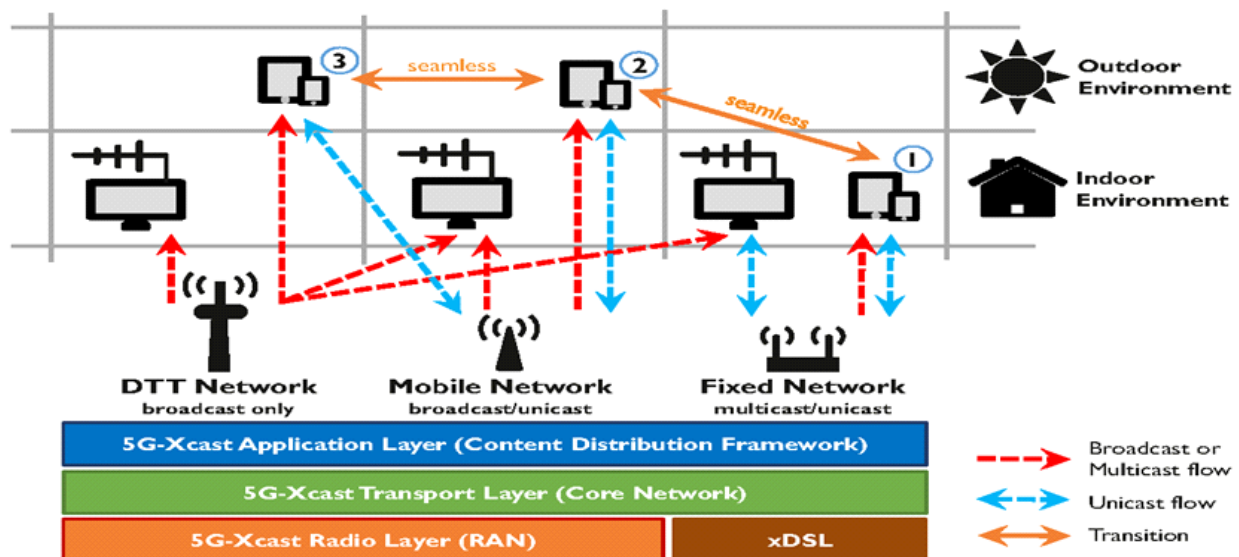 3
seamless
2
seamless
1
Outdoor
Environment
Indoor
Environment
DTT Network
broadcast only
Mobile Network
broadcast/unicast
Fixed Network
multicast/unicast
5G-Xcast Application Layer (Content Distribution Framework)
5G-Xcast Transport Layer (Core Network)
5G-Xcast Radio Layer (RAN)
xDSL
Broadcast or
Multicast flow
Unicast flow
Transition